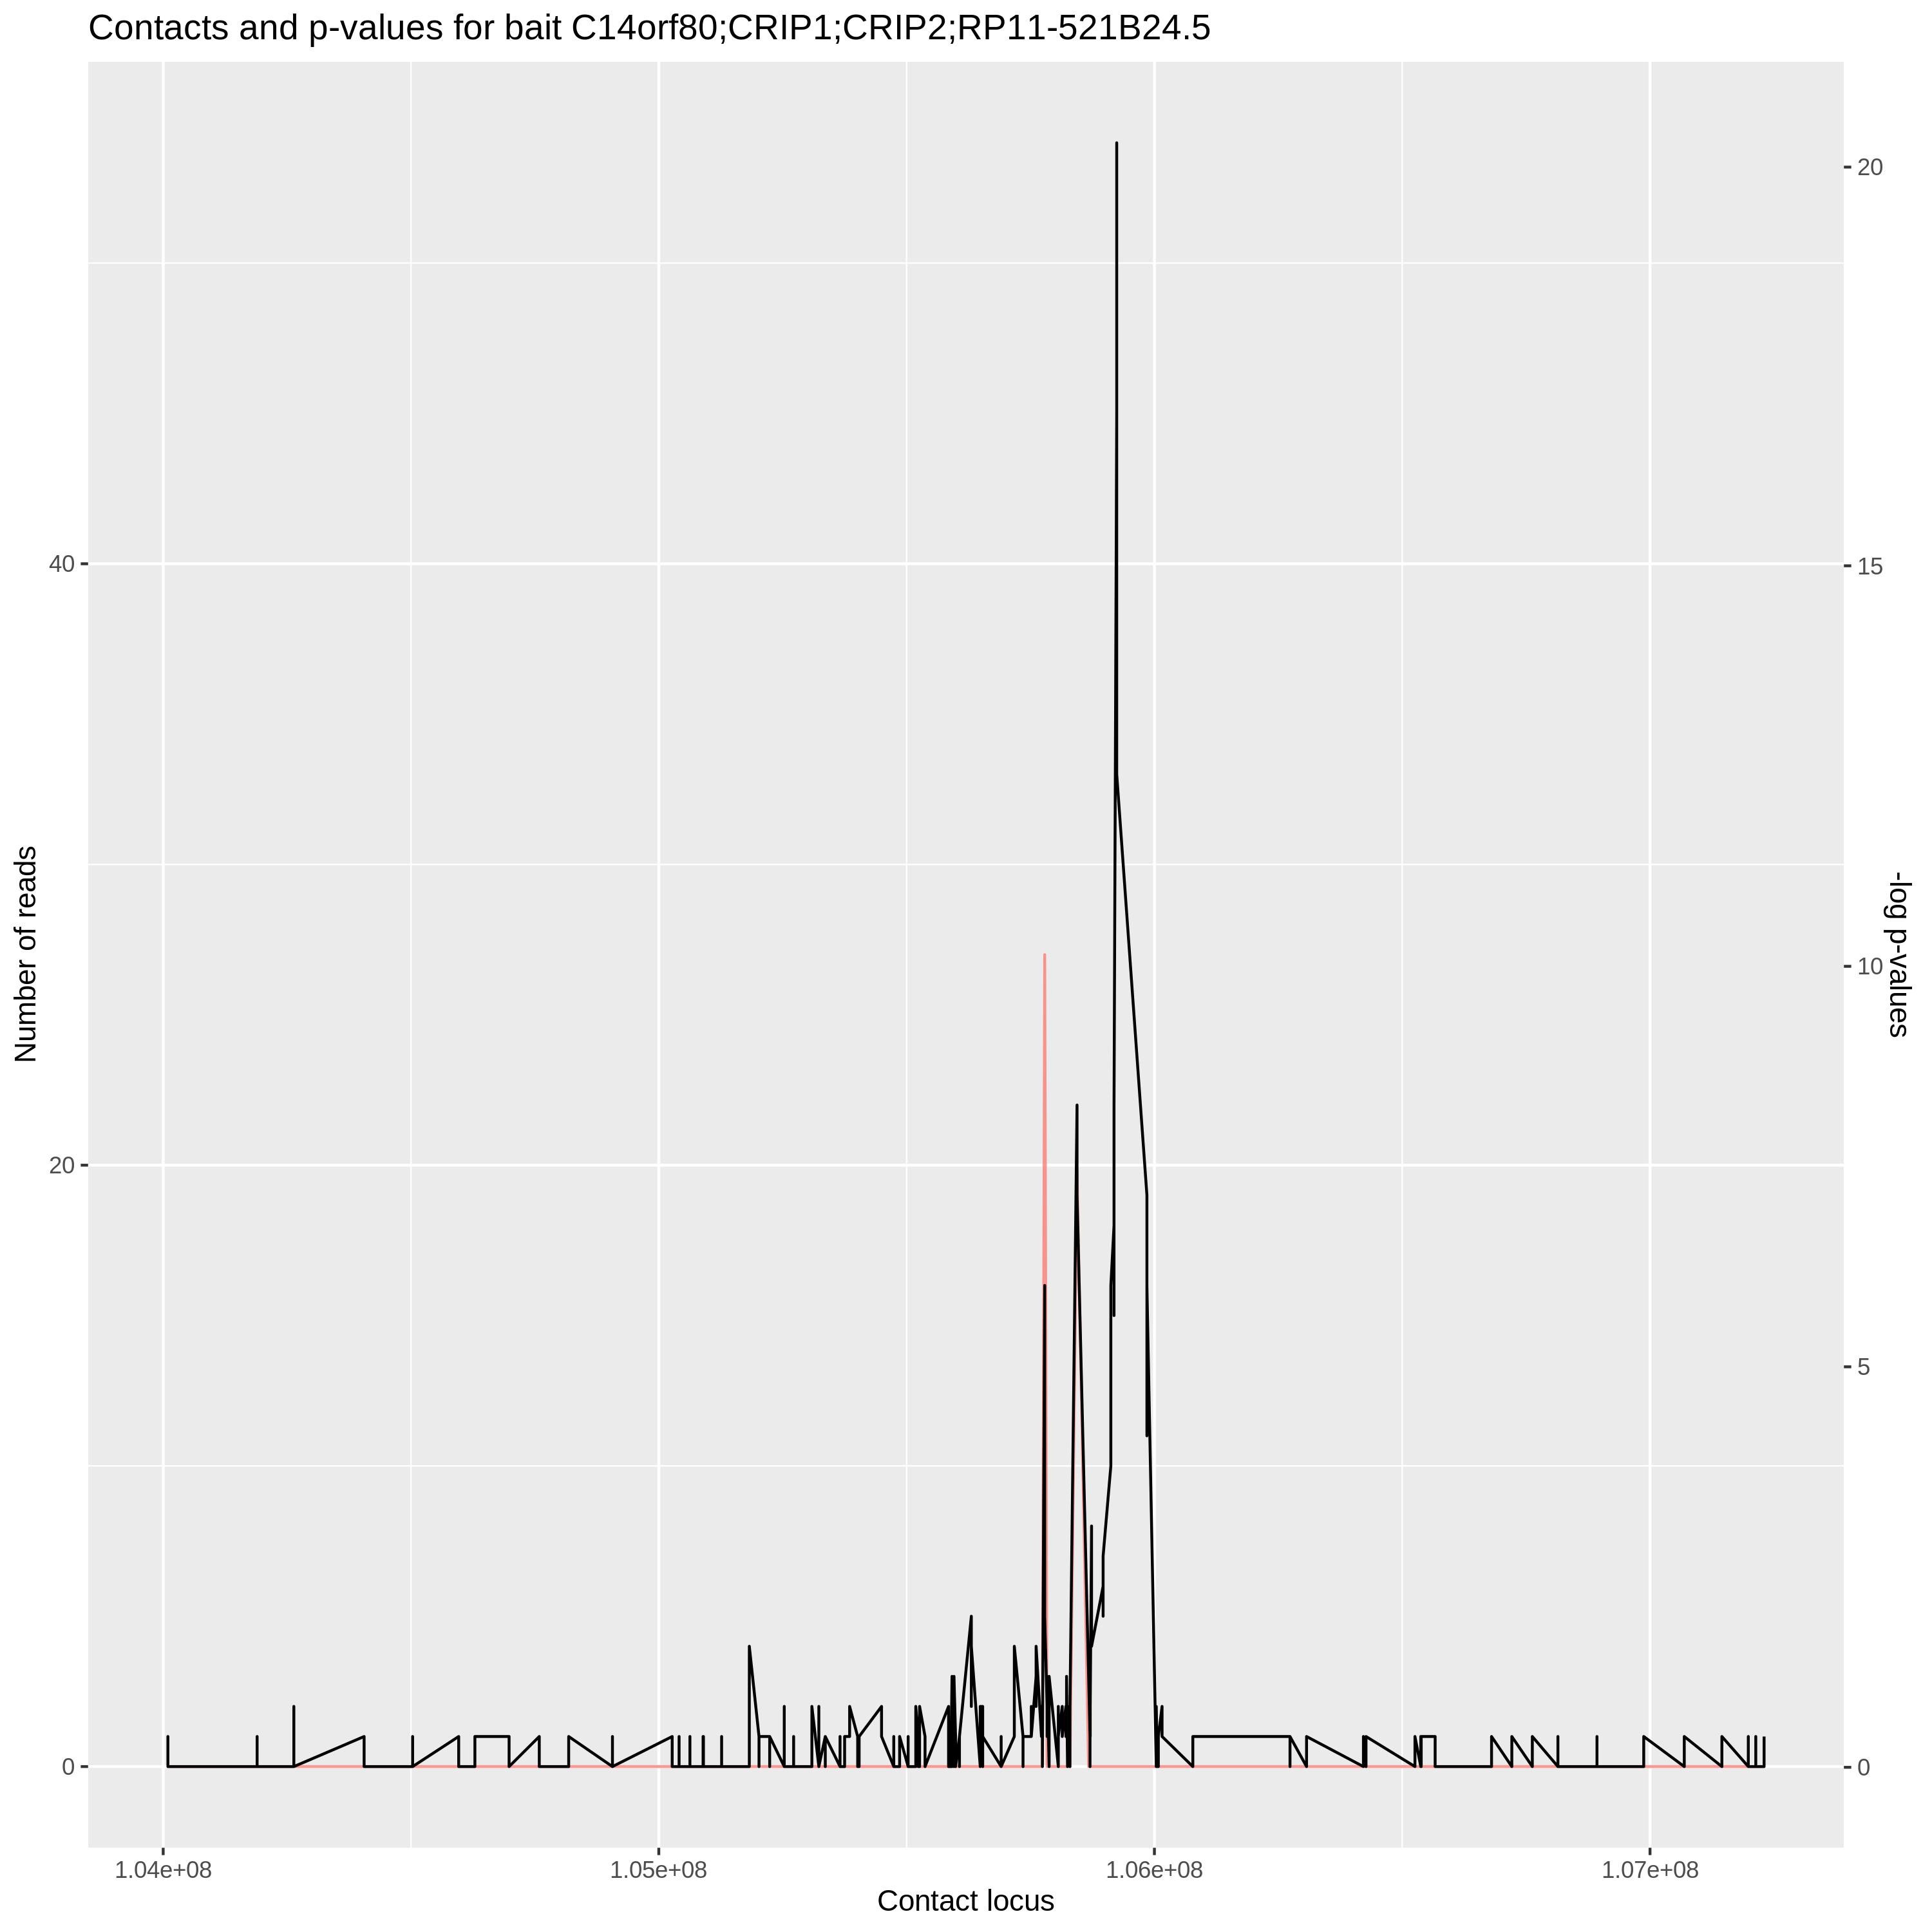 Contacts and p-values for bait C14orf80;CRIP1;CRIP2;RP11-521B24.5
20
40
15
Number of reads
-log p-values
10
20
5
0
0
1.04e+08
1.05e+08
1.06e+08
1.07e+08
Contact locus